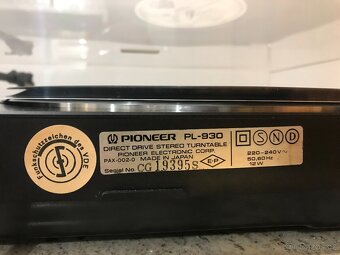 Funkschutzzeichen des VDE
PIONEER PL-930
DIRECT DRIVE STEREO TURNTABLE
PIONEER ELECTRONIC CORP.
PAX-002-0 MADE IN JAPAN
Serial No. CG19395S
E-P
S N D
220-240V~
50,60Hz
12W